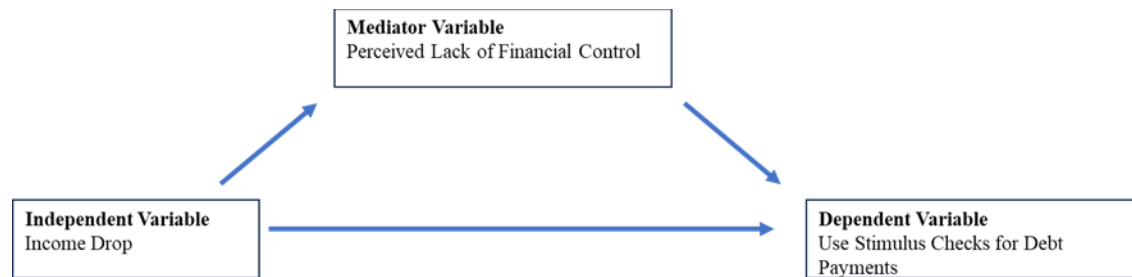 Mediator Variable
Perceived Lack of Financial Control
Independent Variable
Income Drop
Dependent Variable
Use Stimulus Checks for Debt
Payments